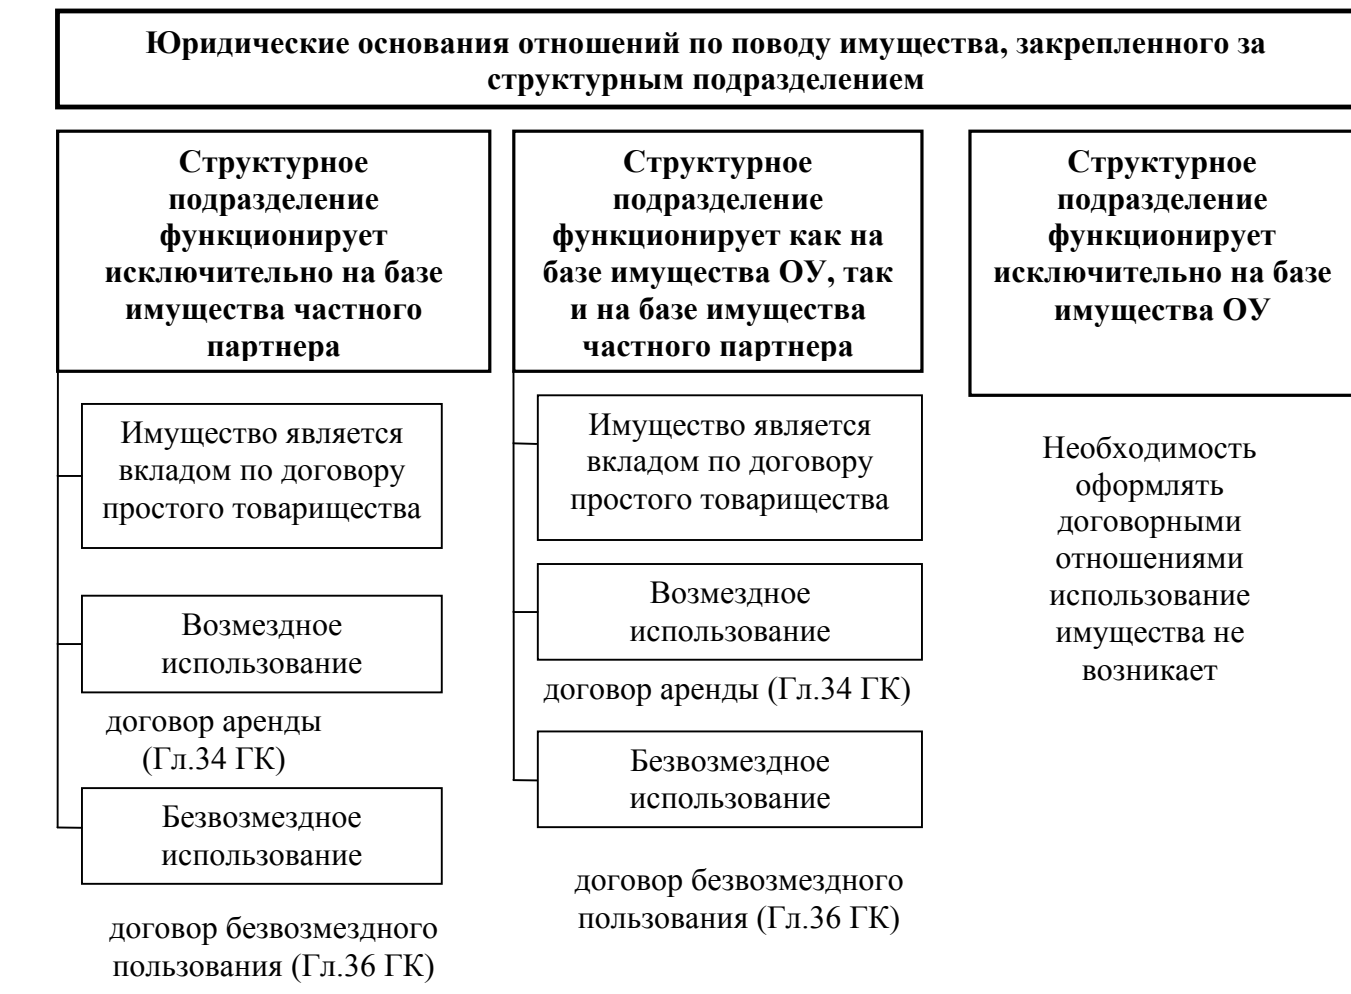 Юридические основания отношений по поводу имущества, закрепленного за
структурным подразделением
Структурное
подразделение
функционирует
исключительно на базе
имущества частного
партнера
Имущество является
вкладом по договору
простого товарищества
Возмездное
использование
договор аренды
(Гл.34 ГК)
Безвозмездное
использование
договор безвозмездного
пользования (Гл.36 ГК)
Структурное
подразделение
функционирует как на
базе имущества ОУ, так
и на базе имущества
частного партнера
Имущество является
вкладом по договору
простого товарищества
Возмездное
использование
договор аренды (Гл.34 ГК)
Безвозмездное
использование
договор безвозмездного
пользования (Гл.36 ГК)
Структурное
подразделение
функционирует
исключительно на базе
имущества ОУ
Необходимость
оформлять
договорными
отношениями
использование
имущества не
возникает